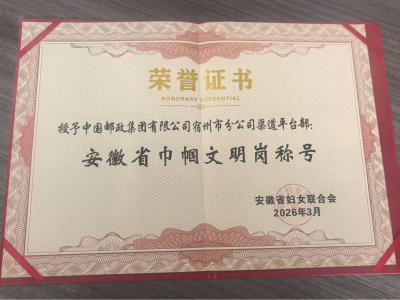 荣誉证书
HONORARY CREDENTIAL
授予中国邮政集团有限公司宿州市分公司渠道平台部:
安徽省巾帼文明岗称号
安徽省妇女联合会
2026年3月